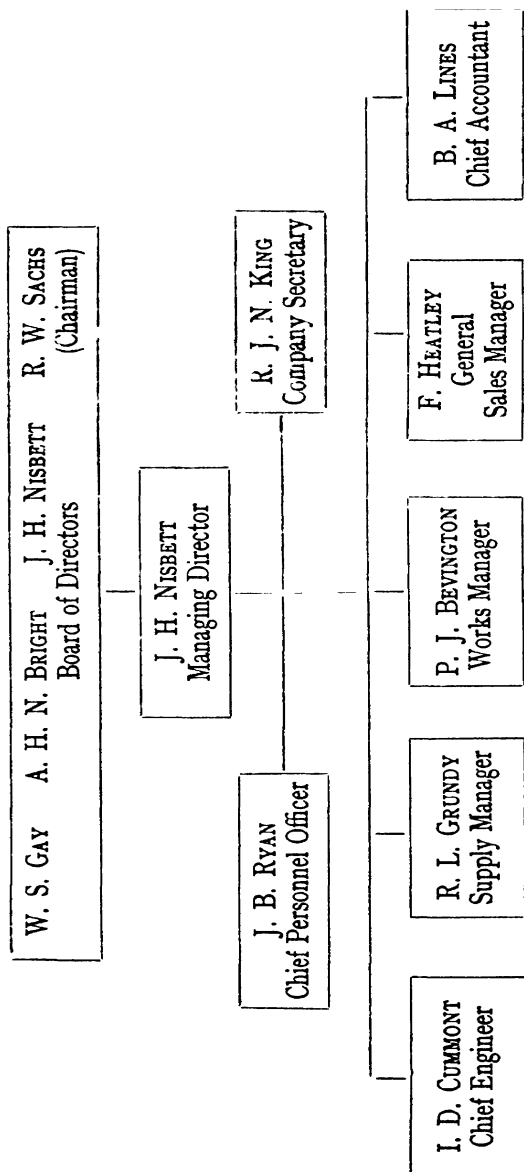 W. S. GAY A. H. N. BRIGHT J. H. NISBETT R. W. SACHS
Board of Directors (Chairman)
J. H. NISBETT
Managing Director
J. B. RYAN
Chief Personnel Officer
R. J. N. KING
Company Secretary
I. D. CUMMONT
Chief Engineer
R. L. GRUNDY
Supply Manager
P. J. BEVINGTON
Works Manager
F. HEATLEY
General
Sales Manager
B. A. LINES
Chief Accountant